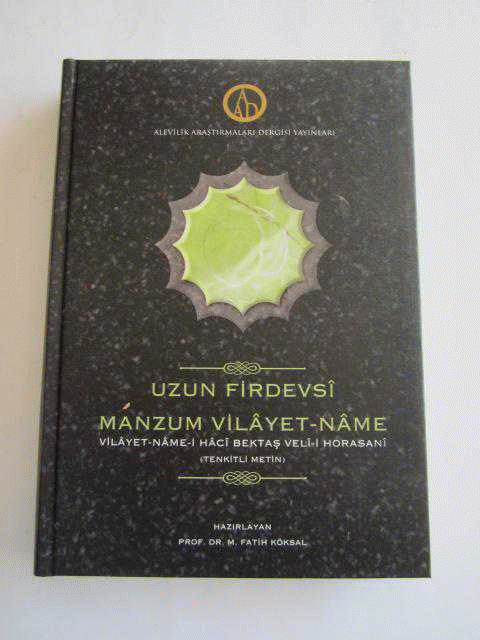 AAD
ALEVİLİK ARAŞTIRMALARI DERGİSİ YAYINLARI
UZUN FİRDEVSÎ
MANZUM VİLÂYET-NÂME
VİLÂYET-NÂME-İ HÂCÎ BEKTAŞ VELÎ-İ HORASANÎ
(TENKİTLİ METİN)
HAZIRLAYAN
PROF. DR. M. FATİH KÖKSAL